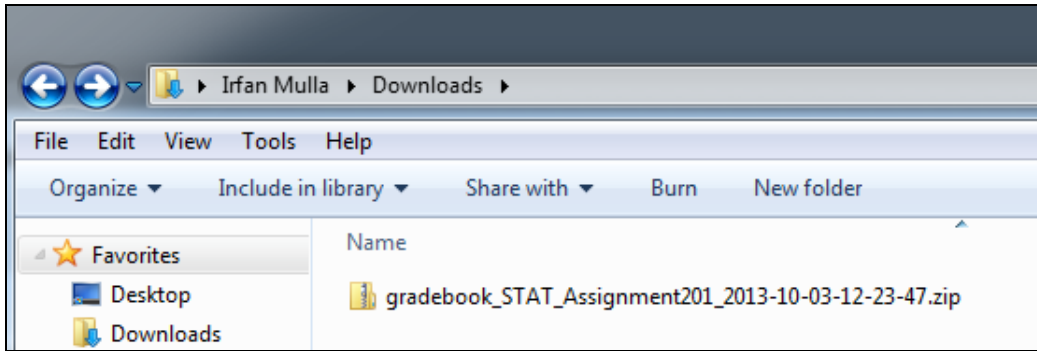 Irfan Mulla Downloads
File Edit View Tools Help
Organize Include in library Share with Burn New folder
Favorites
Desktop
Downloads
Name
gradebook_STAT_Assignment201_2013-10-03-12-23-47.zip